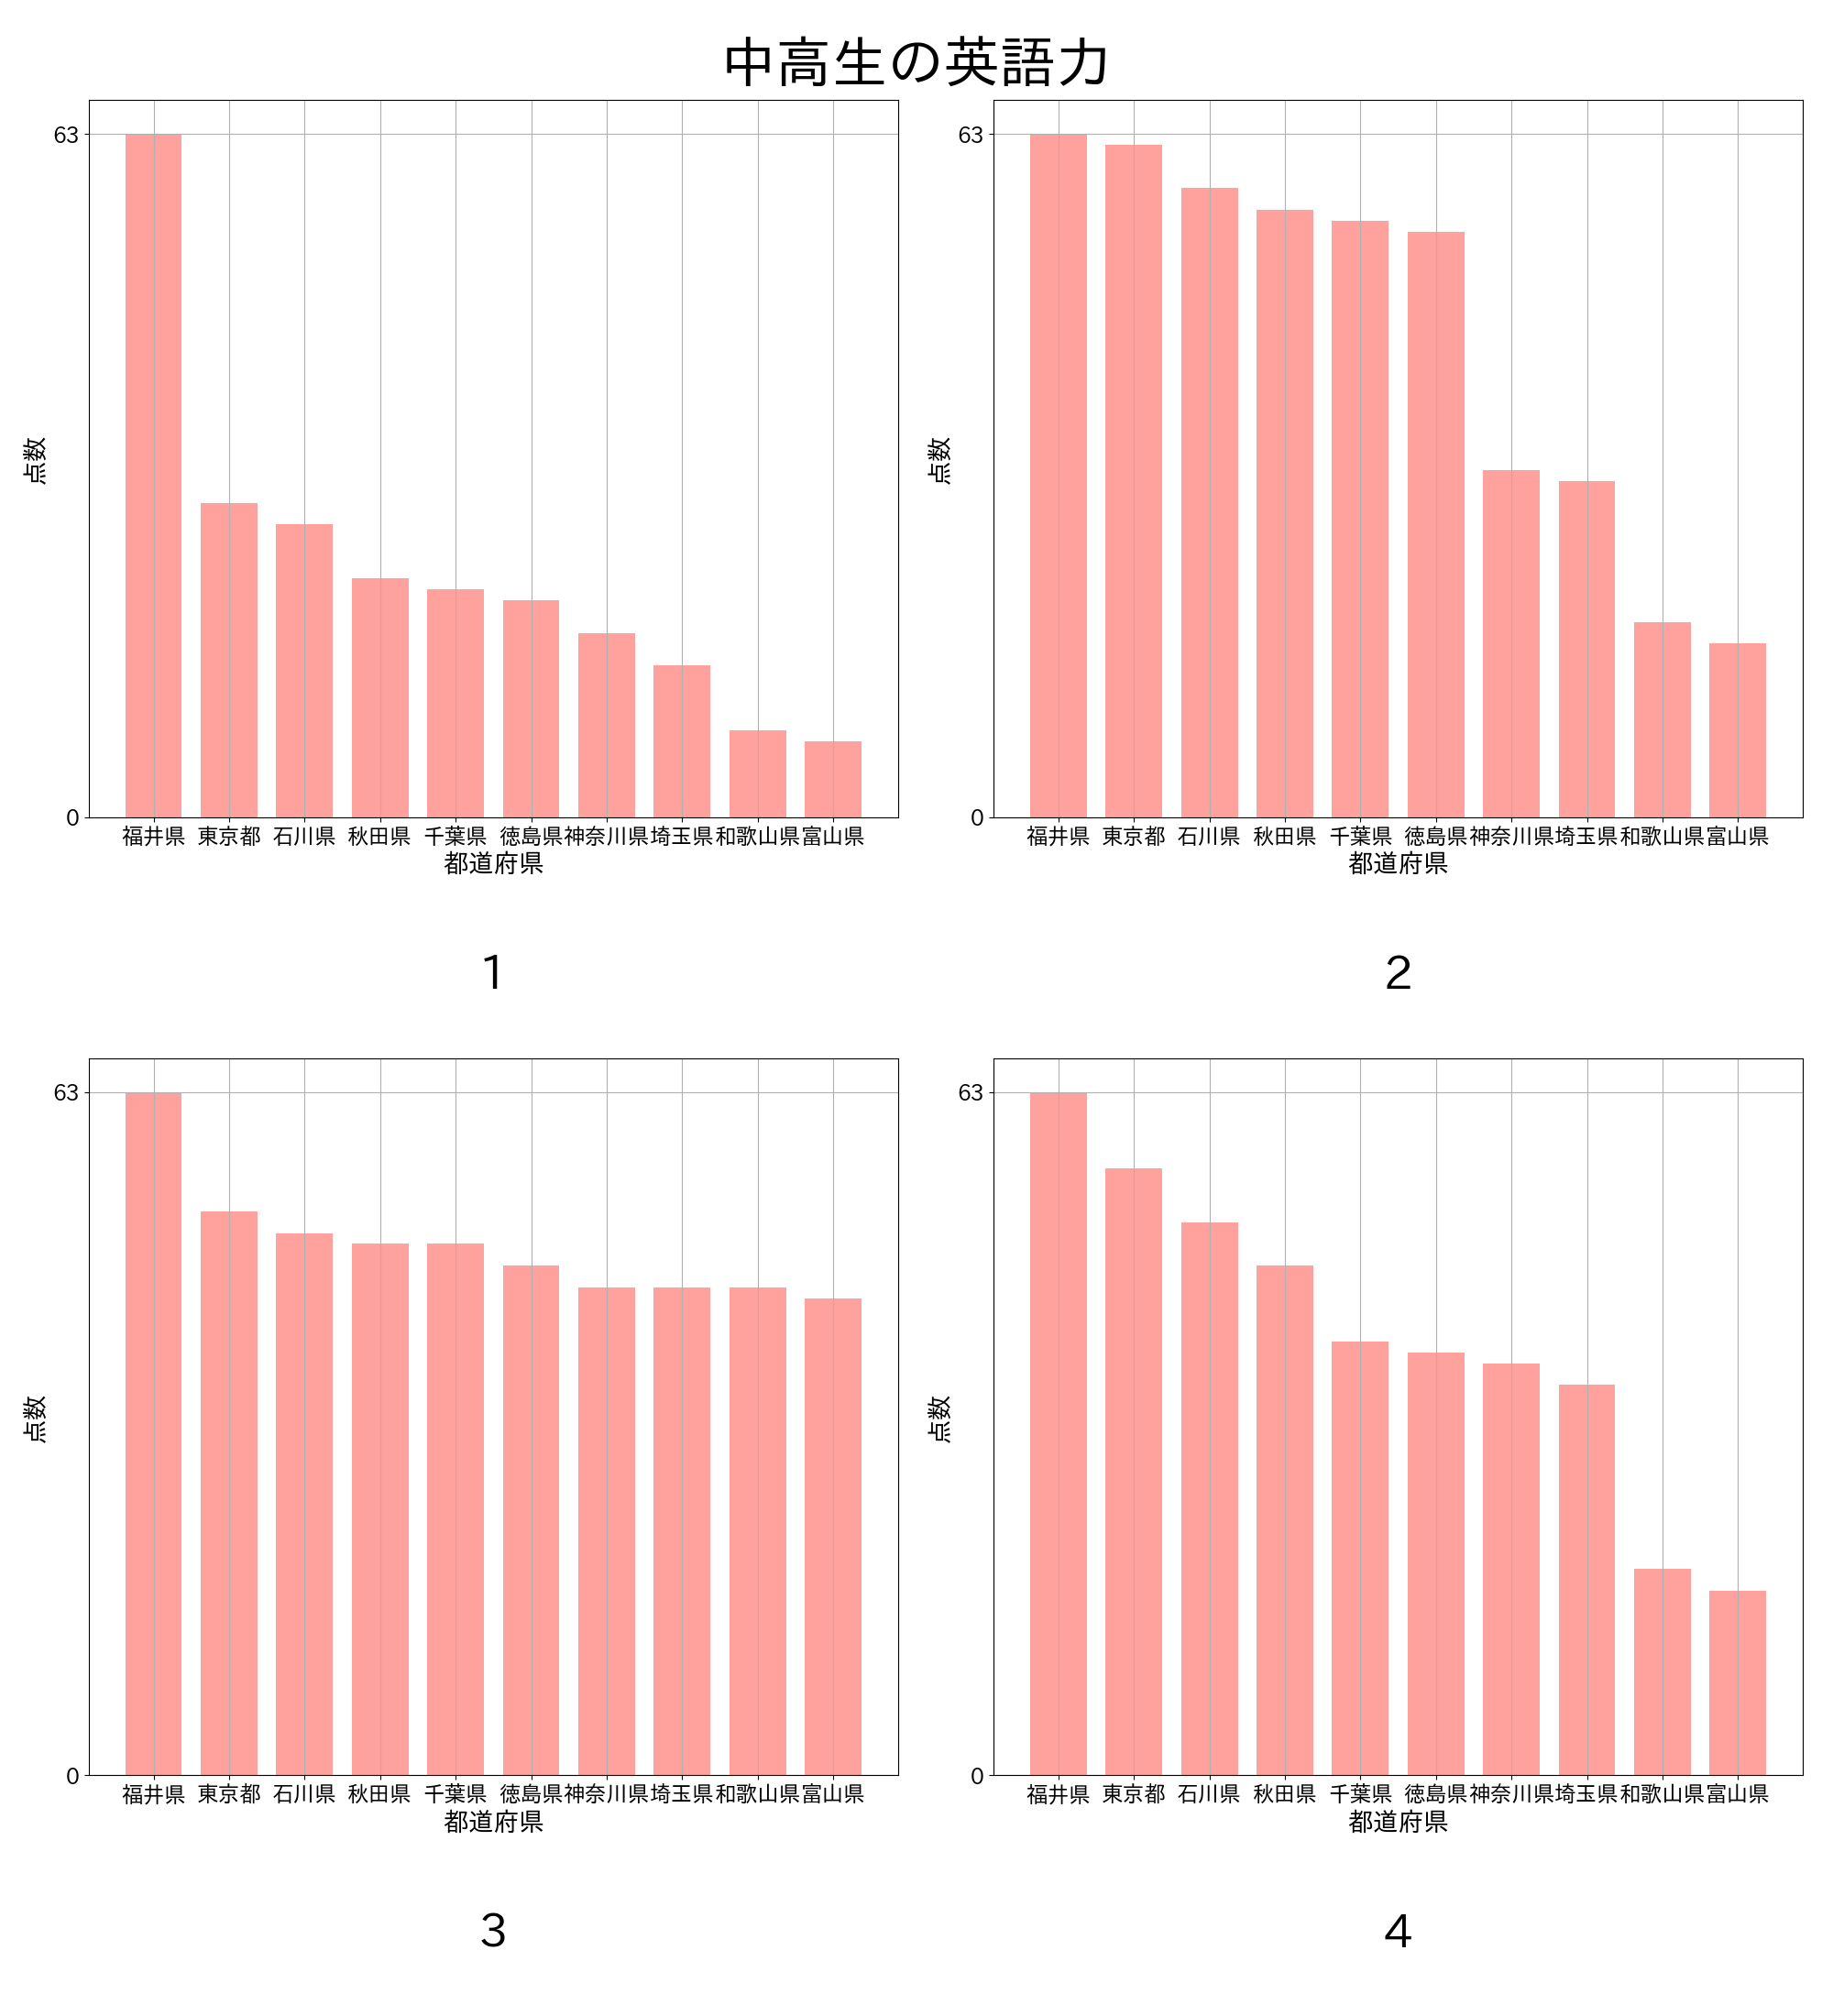 中高生の英語力
63
0
点数
福井県 東京都 石川県 秋田県 千葉県 徳島県 神奈川県 埼玉県 和歌山県 富山県
都道府県
1
63
0
点数
福井県 東京都 石川県 秋田県 千葉県 徳島県 神奈川県 埼玉県 和歌山県 富山県
都道府県
2
63
0
点数
福井県 東京都 石川県 秋田県 千葉県 徳島県 神奈川県 埼玉県 和歌山県 富山県
都道府県
3
63
0
点数
福井県 東京都 石川県 秋田県 千葉県 徳島県 神奈川県 埼玉県 和歌山県 富山県
都道府県
4